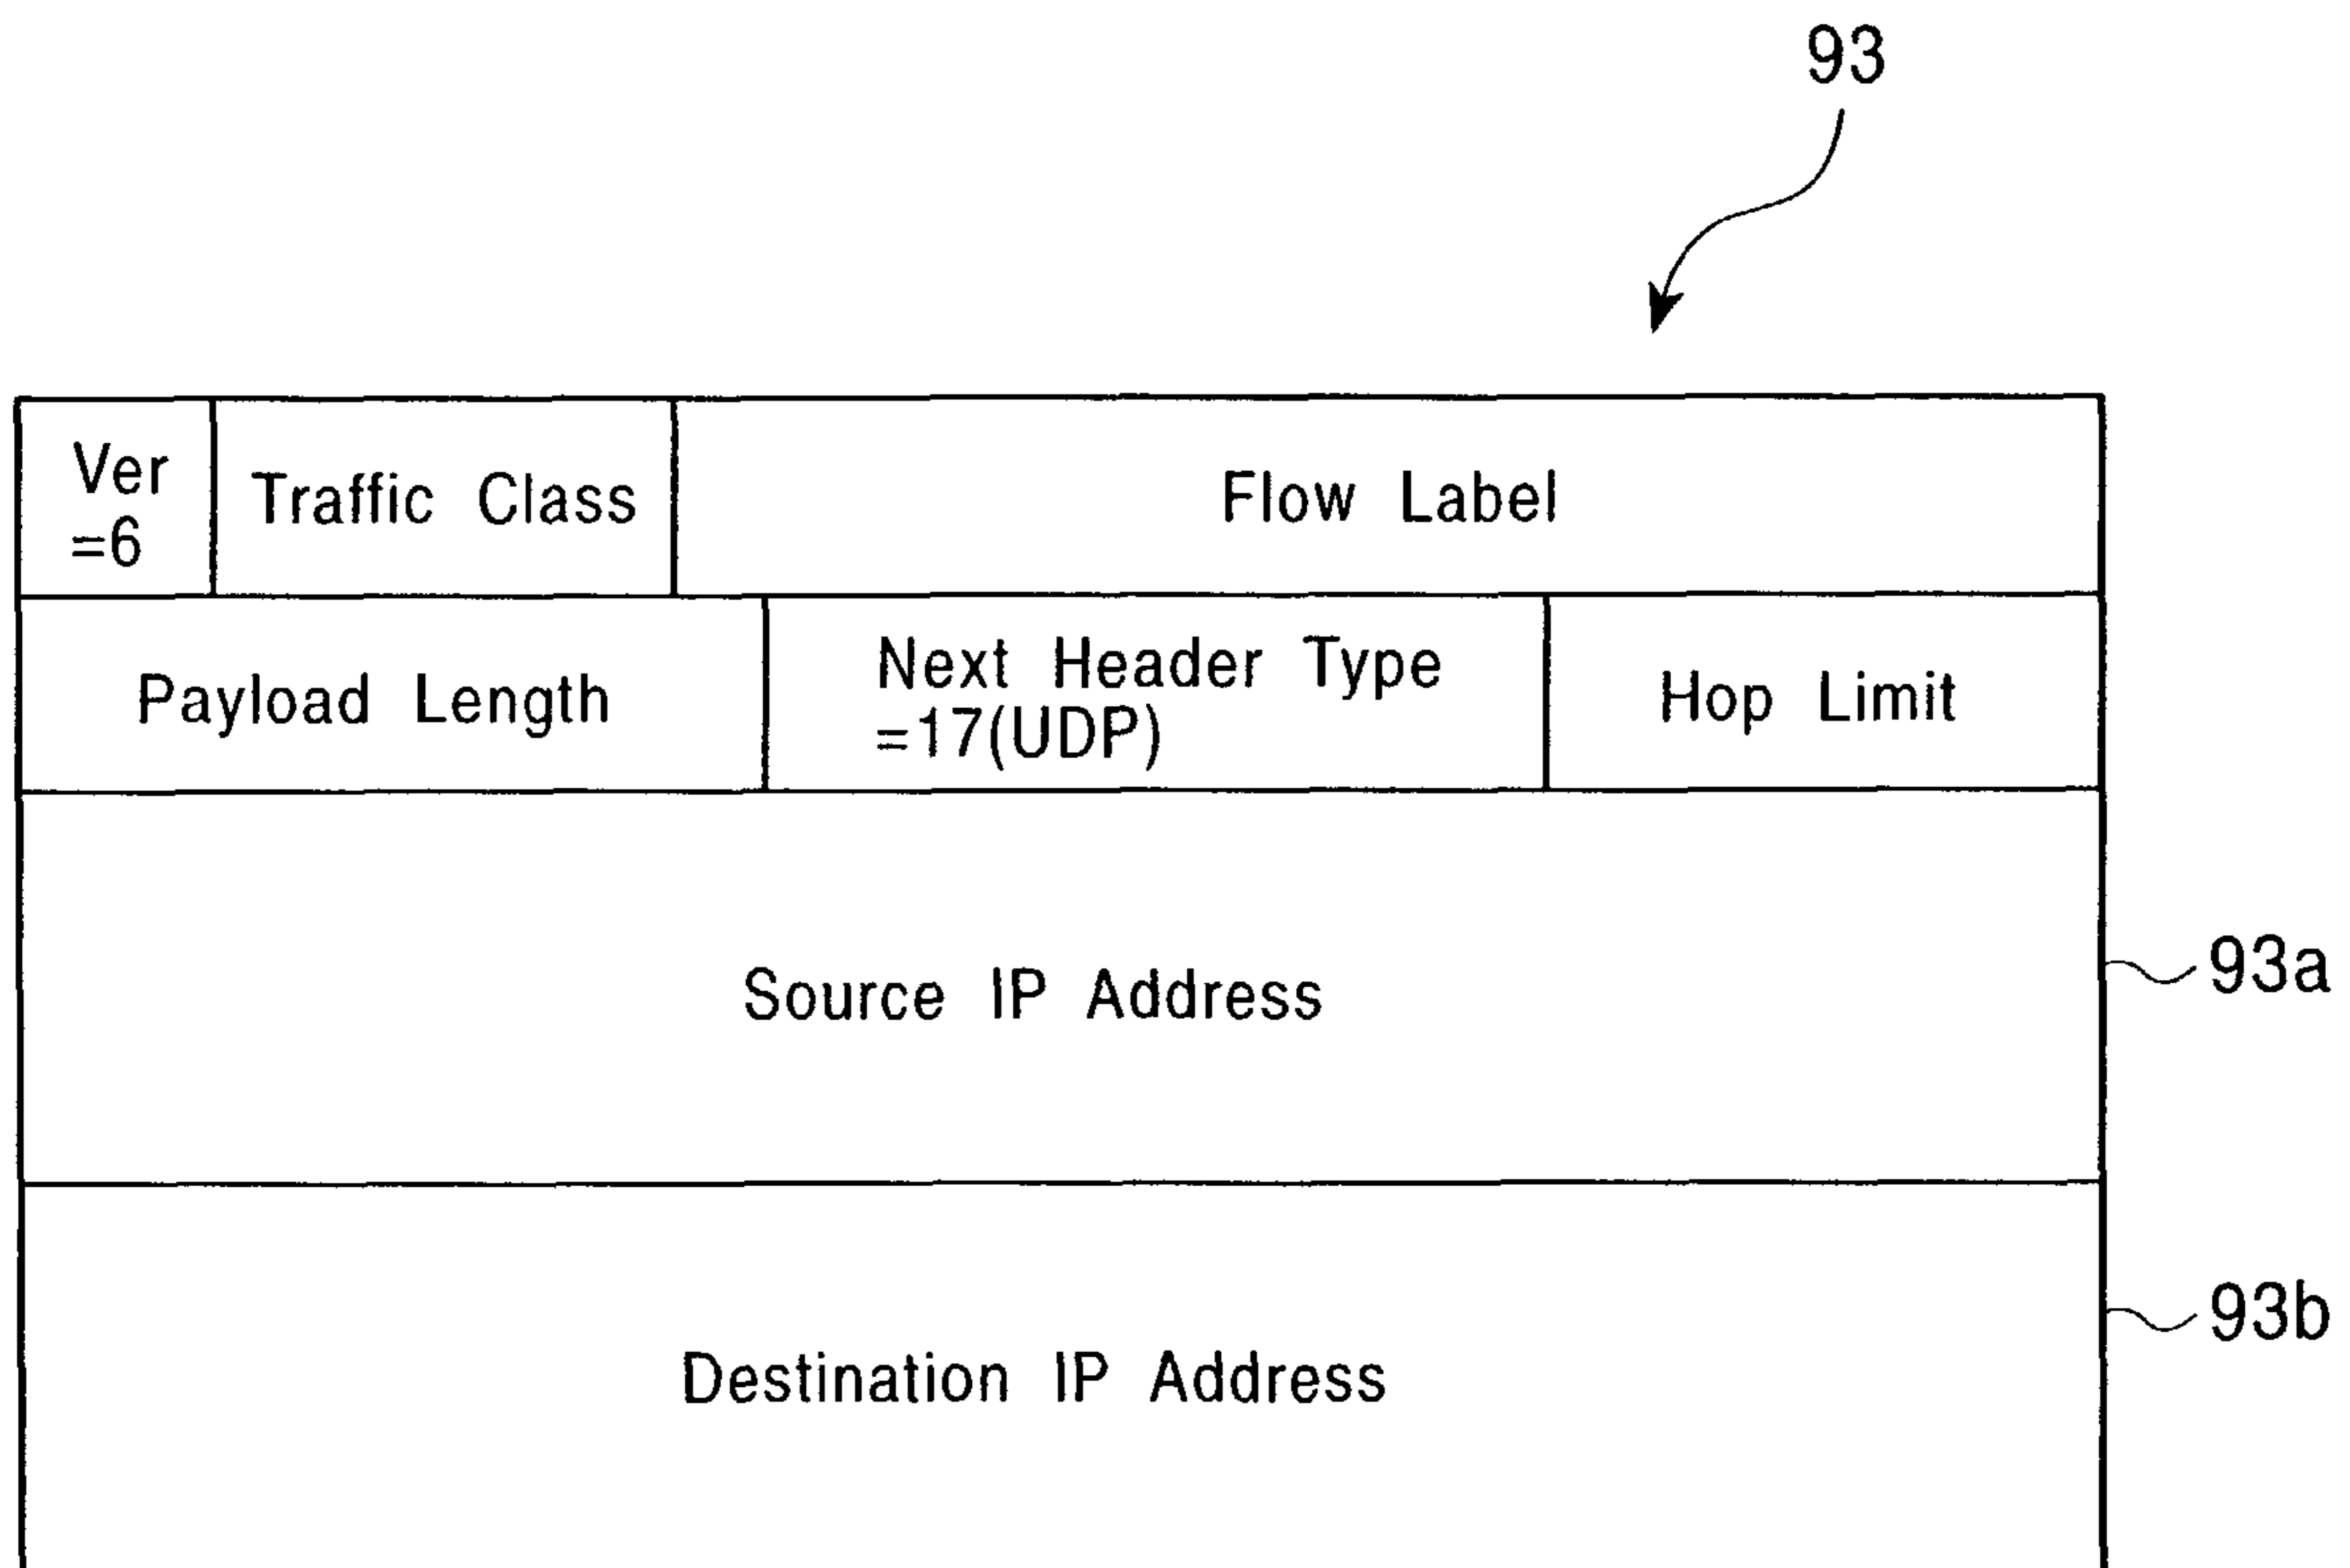 93
Ver
=6
Traffic Class
Flow Label
Payload Length
Next Header Type
=17(UDP)
Hop Limit
Source IP Address
93a
Destination IP Address
93b